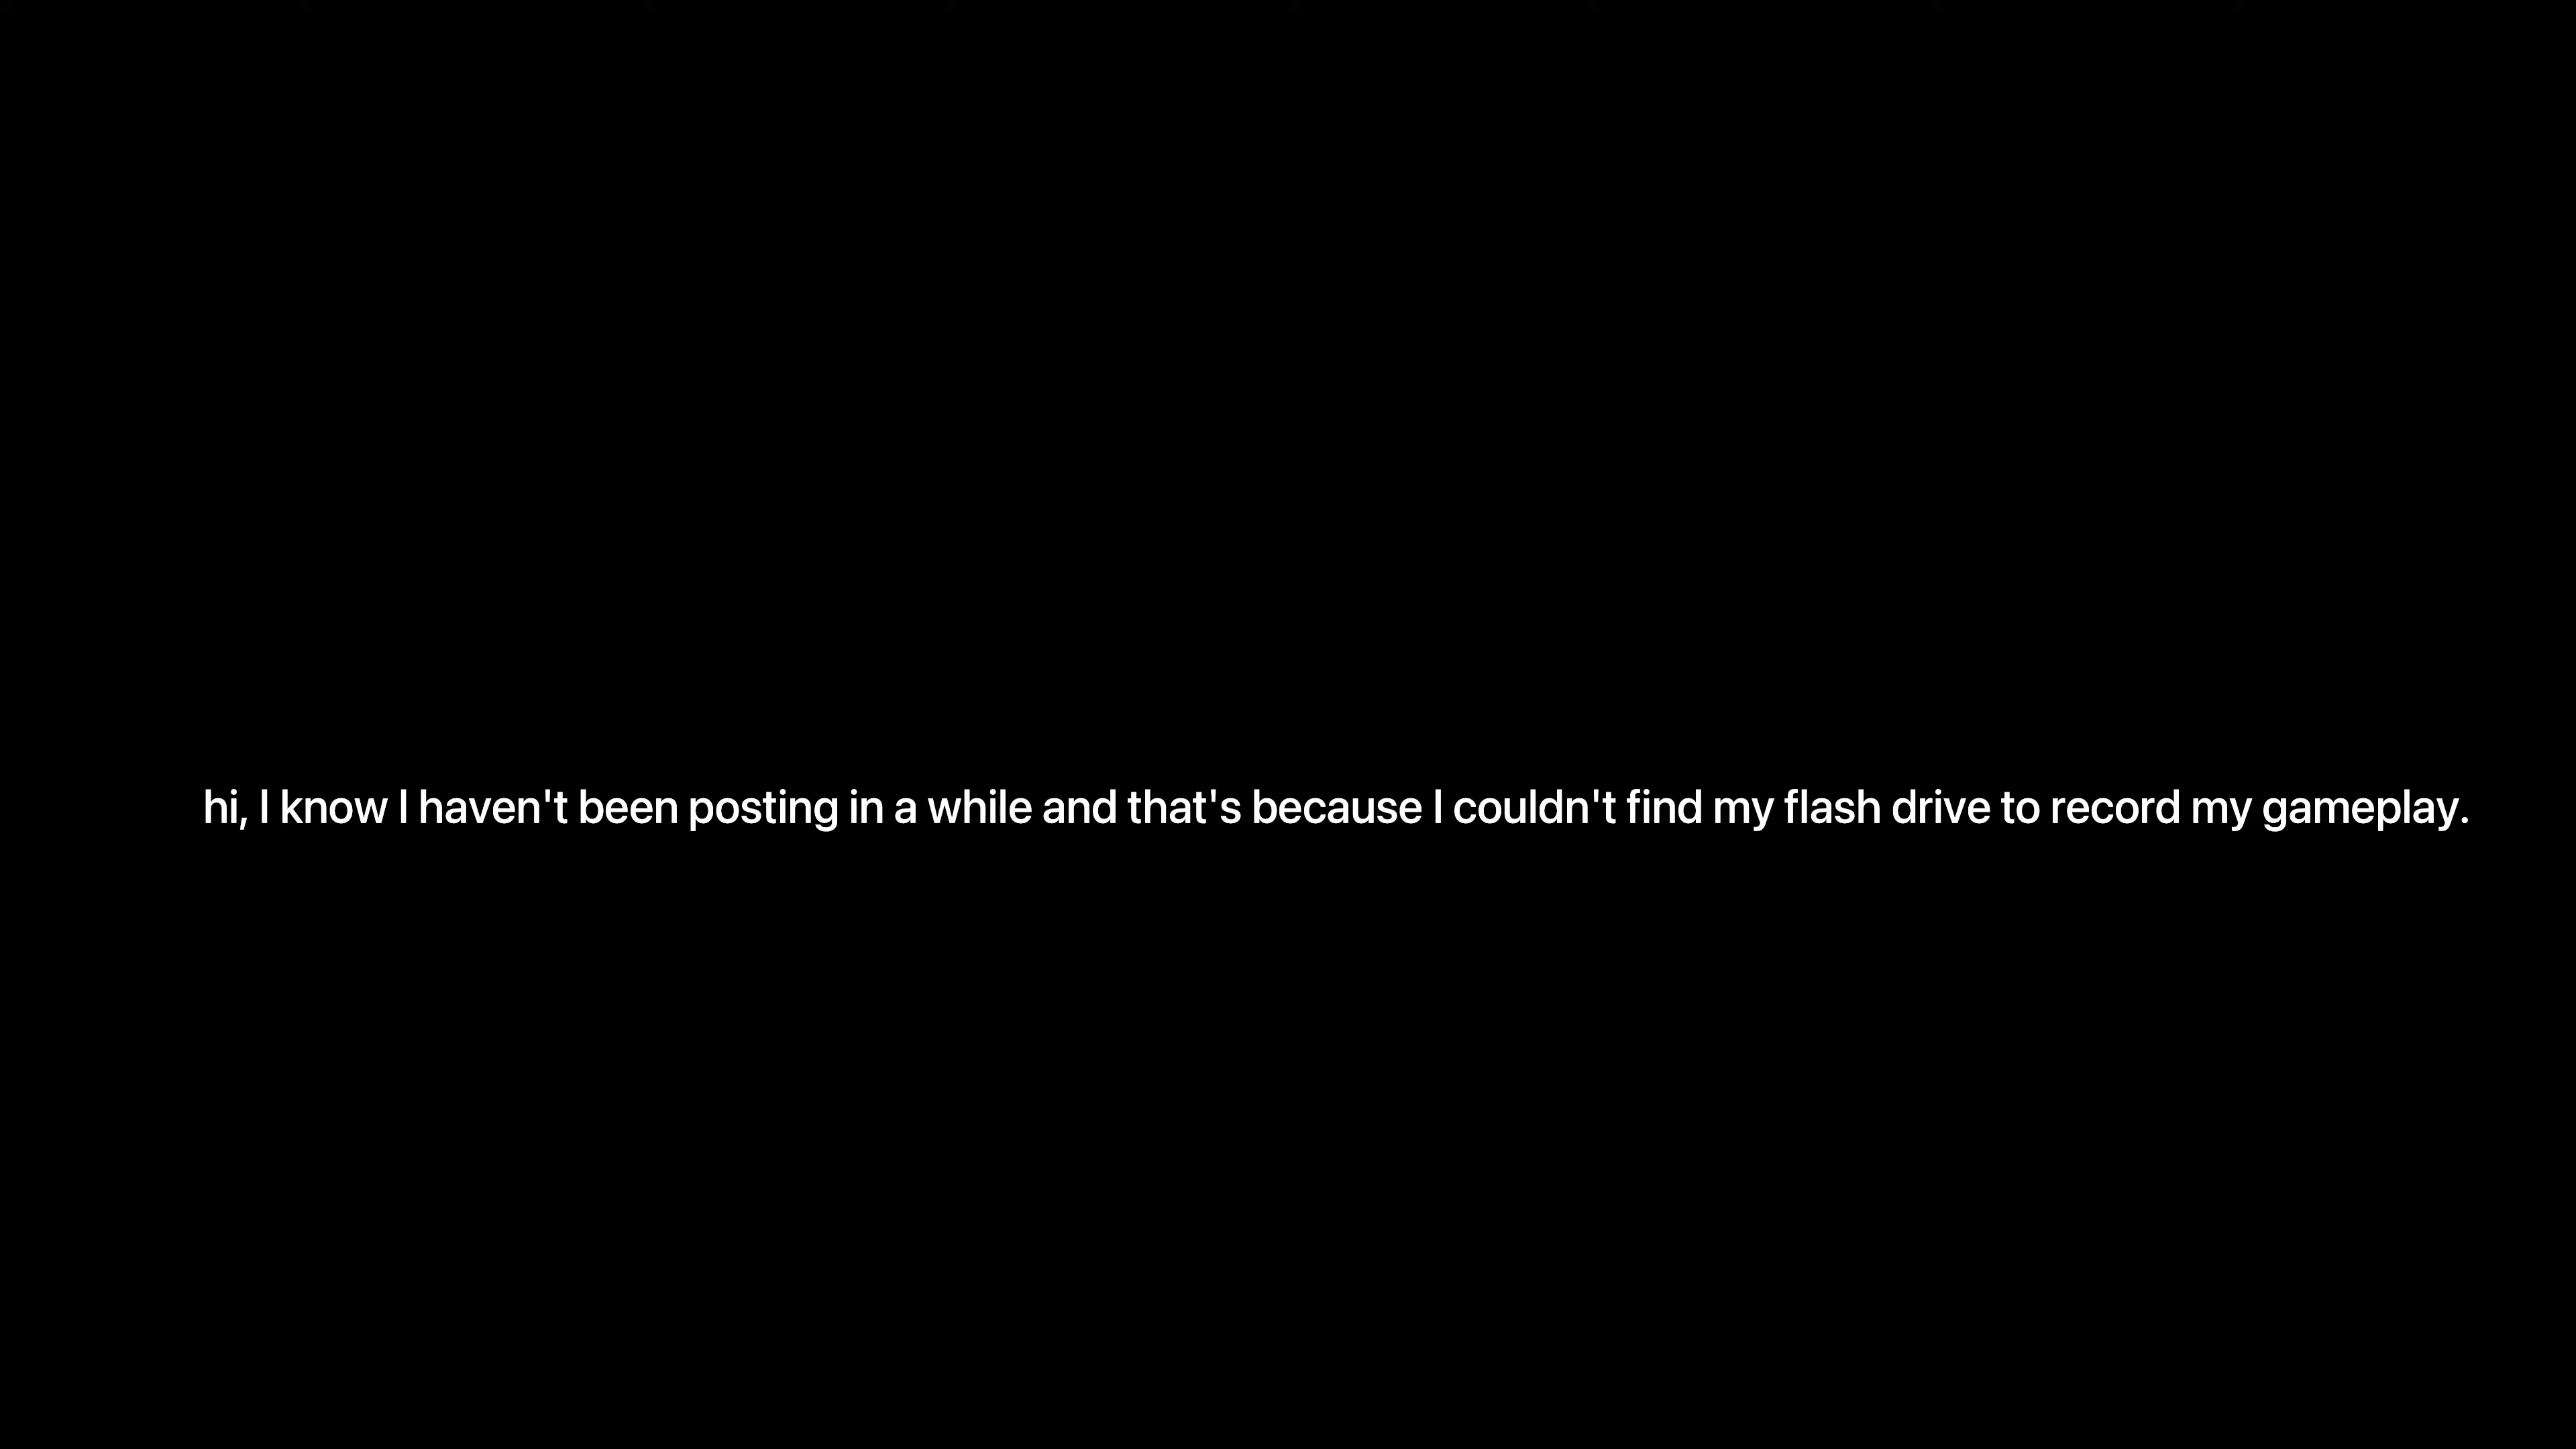 hi, I know I haven't been posting in a while and that's because I couldn't find my flash drive to record my gameplay.